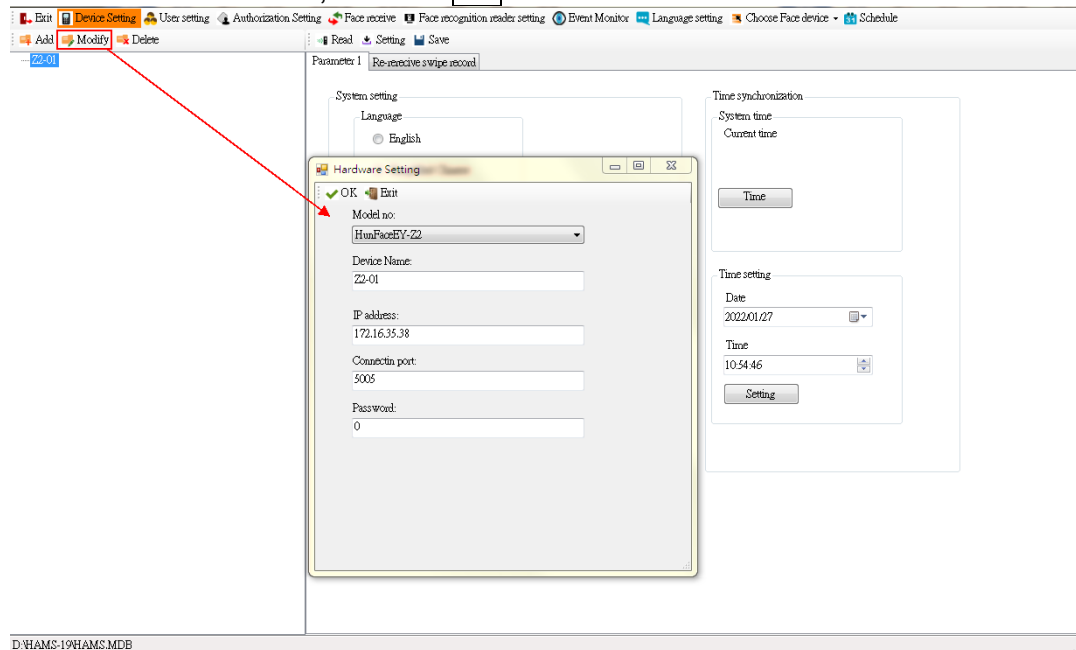 Exit Device Setting User setting Authorization Setting Face receive Face recognition reader setting Event Monitor Language setting Choose Face device Schedule
Add Modify Delete
Read Setting Save
Z2-01
Parameter 1 Re-rerecive swipe record
System setting
Language
English
Time synchronization
System time
Current time
Time
Hardware Setting
OK Exit
Model no:
HunFaceEY-Z2
Device Name:
Z2-01
IP address:
172.16.35.38
Connectin port:
5005
Password:
0
Time setting
Date
2022/01/27
Time
10:54:46
Setting
D:\HAMS-19\HAMS.MDB